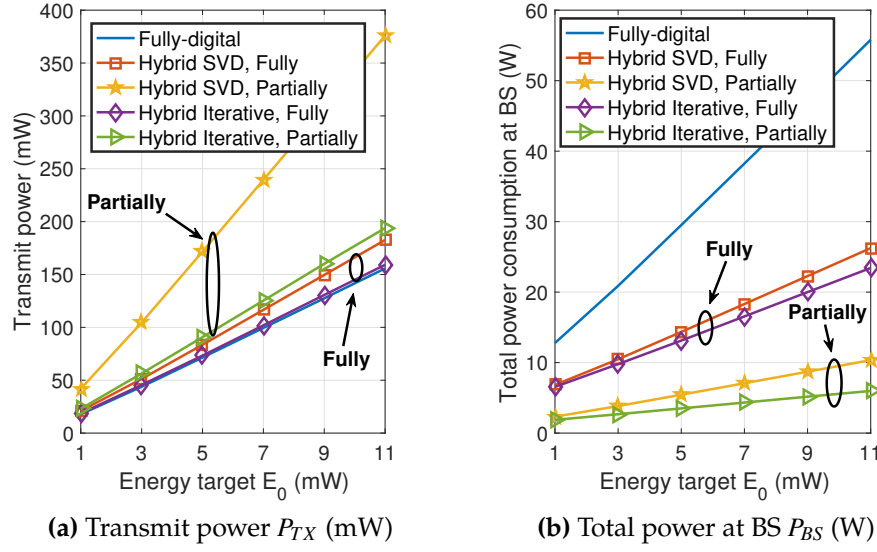 400
350
300
250
200
150
100
50
0
Transmit power (mW)
Fully-digital
Hybrid SVD, Fully
Hybrid SVD, Partially
Hybrid Iterative, Fully
Hybrid Iterative, Partially
Partially
Fully
1 3 5 7 9 11
Energy target E0 (mW)
(a) Transmit power PTX (mW)
60
50
40
30
20
10
0
Total power consumption at BS (W)
Fully-digital
Hybrid SVD, Fully
Hybrid SVD, Partially
Hybrid Iterative, Fully
Hybrid Iterative, Partially
Fully
Partially
1 3 5 7 9 11
Energy target E0 (mW)
(b) Total power at BS PBS (W)